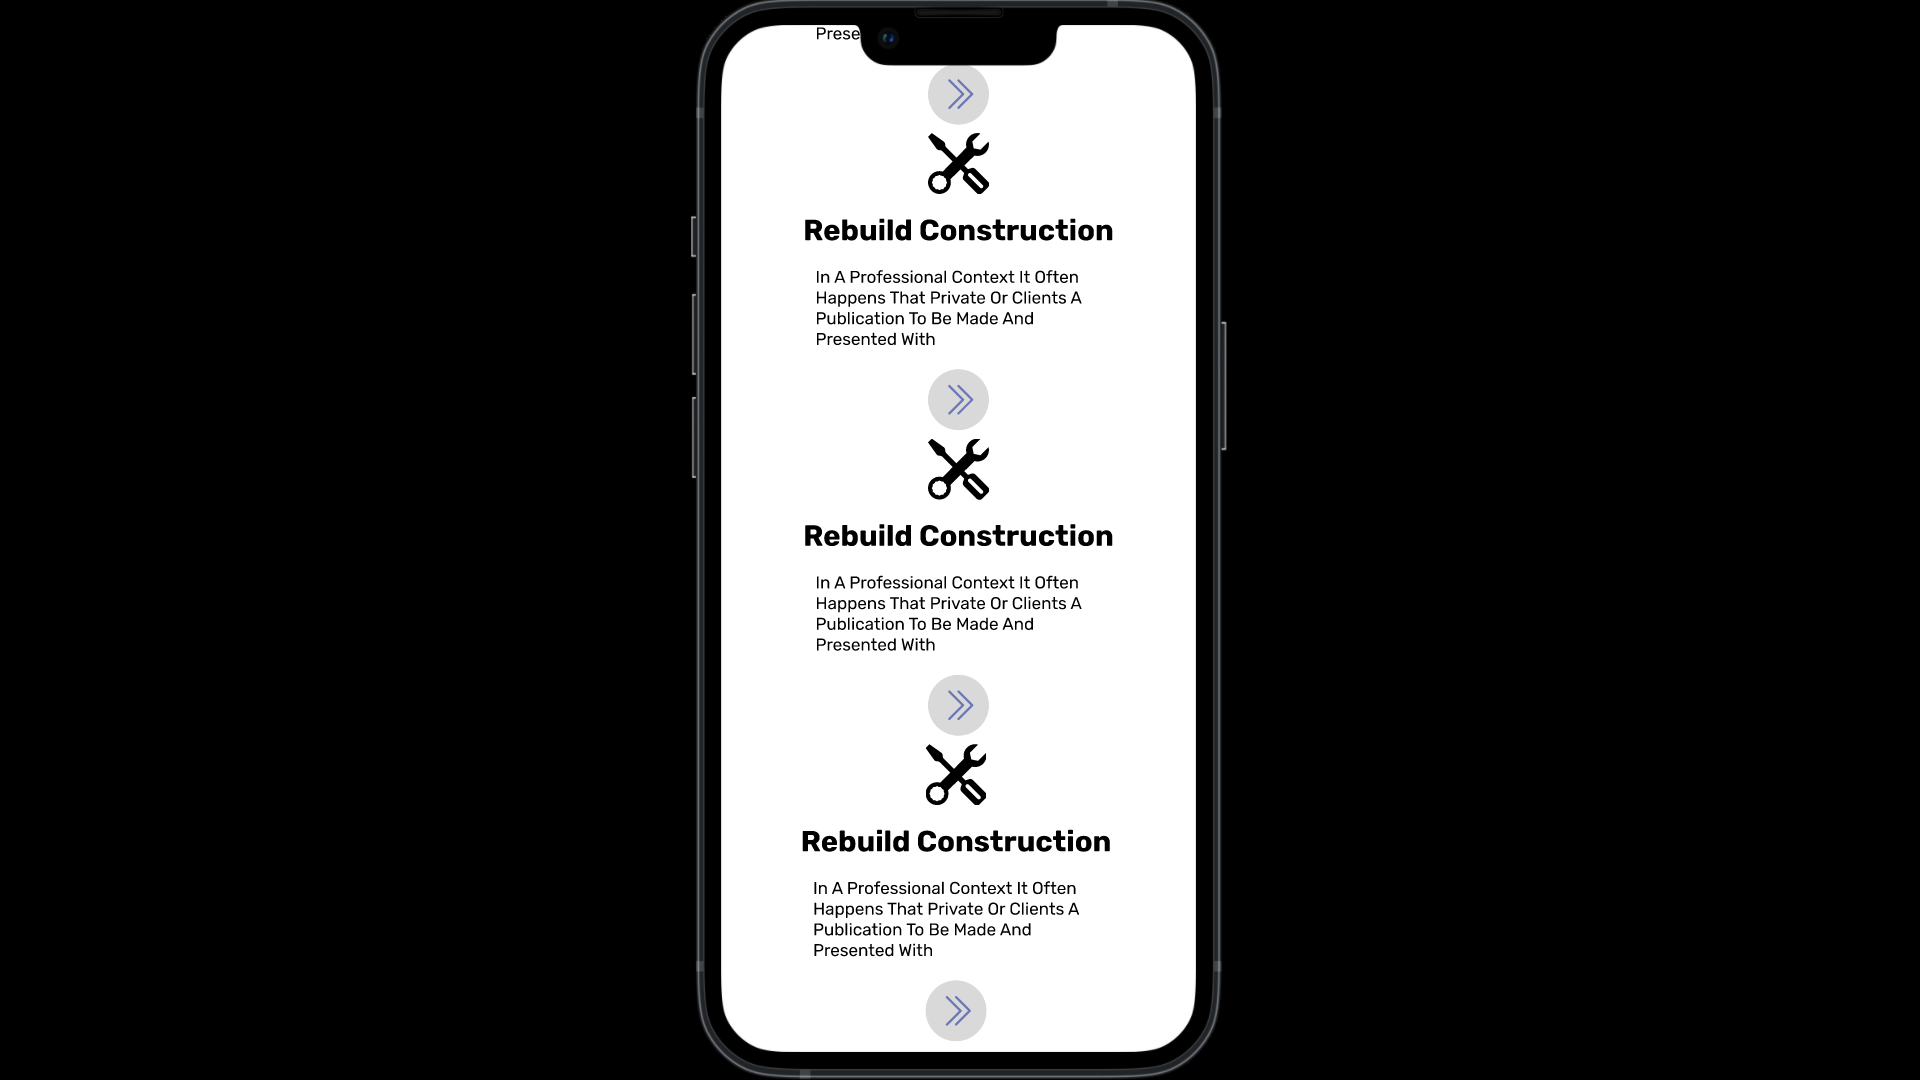 Prese
Rebuild Construction
In A Professional Context It Often
Happens That Private Or Clients A
Publication To Be Made And
Presented With
Rebuild Construction
In A Professional Context It Often
Happens That Private Or Clients A
Publication To Be Made And
Presented With
Rebuild Construction
In A Professional Context It Often
Happens That Private Or Clients A
Publication To Be Made And
Presented With